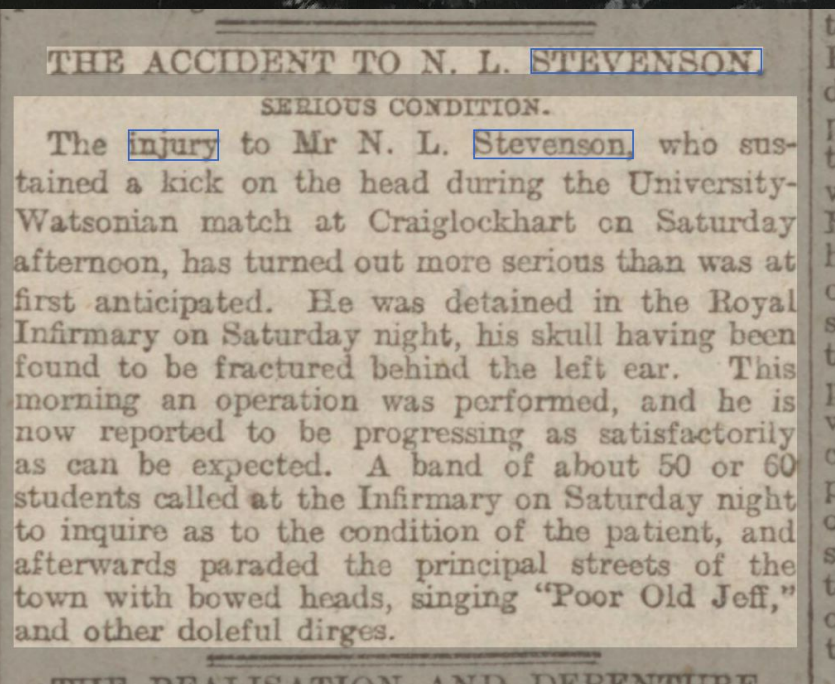 THE ACCIDENT TO N. L. STEVENSON.
SERIOUS CONDITION.
The injury to Mr N. L. Stevenson, who sus-
tained a kick on the head during the University-
Watsonian match at Craiglockhart on Saturday
afternoon, has turned out more serious than was at
first anticipated. He was detained in the Royal
Infirmary on Saturday night, his skull having been
found to be fractured behind the left ear. This
morning an operation was performed, and he is
now reported to be progressing as satisfactorily
as can be expected. A band of about 50 or 60
students called at the Infirmary on Saturday night
to inquire as to the condition of the patient, and
afterwards paraded the principal streets of the
town with bowed heads, singing “Poor Old Jeff,”
and other doleful dirges.
THE REALISATION AND DEBENTURE